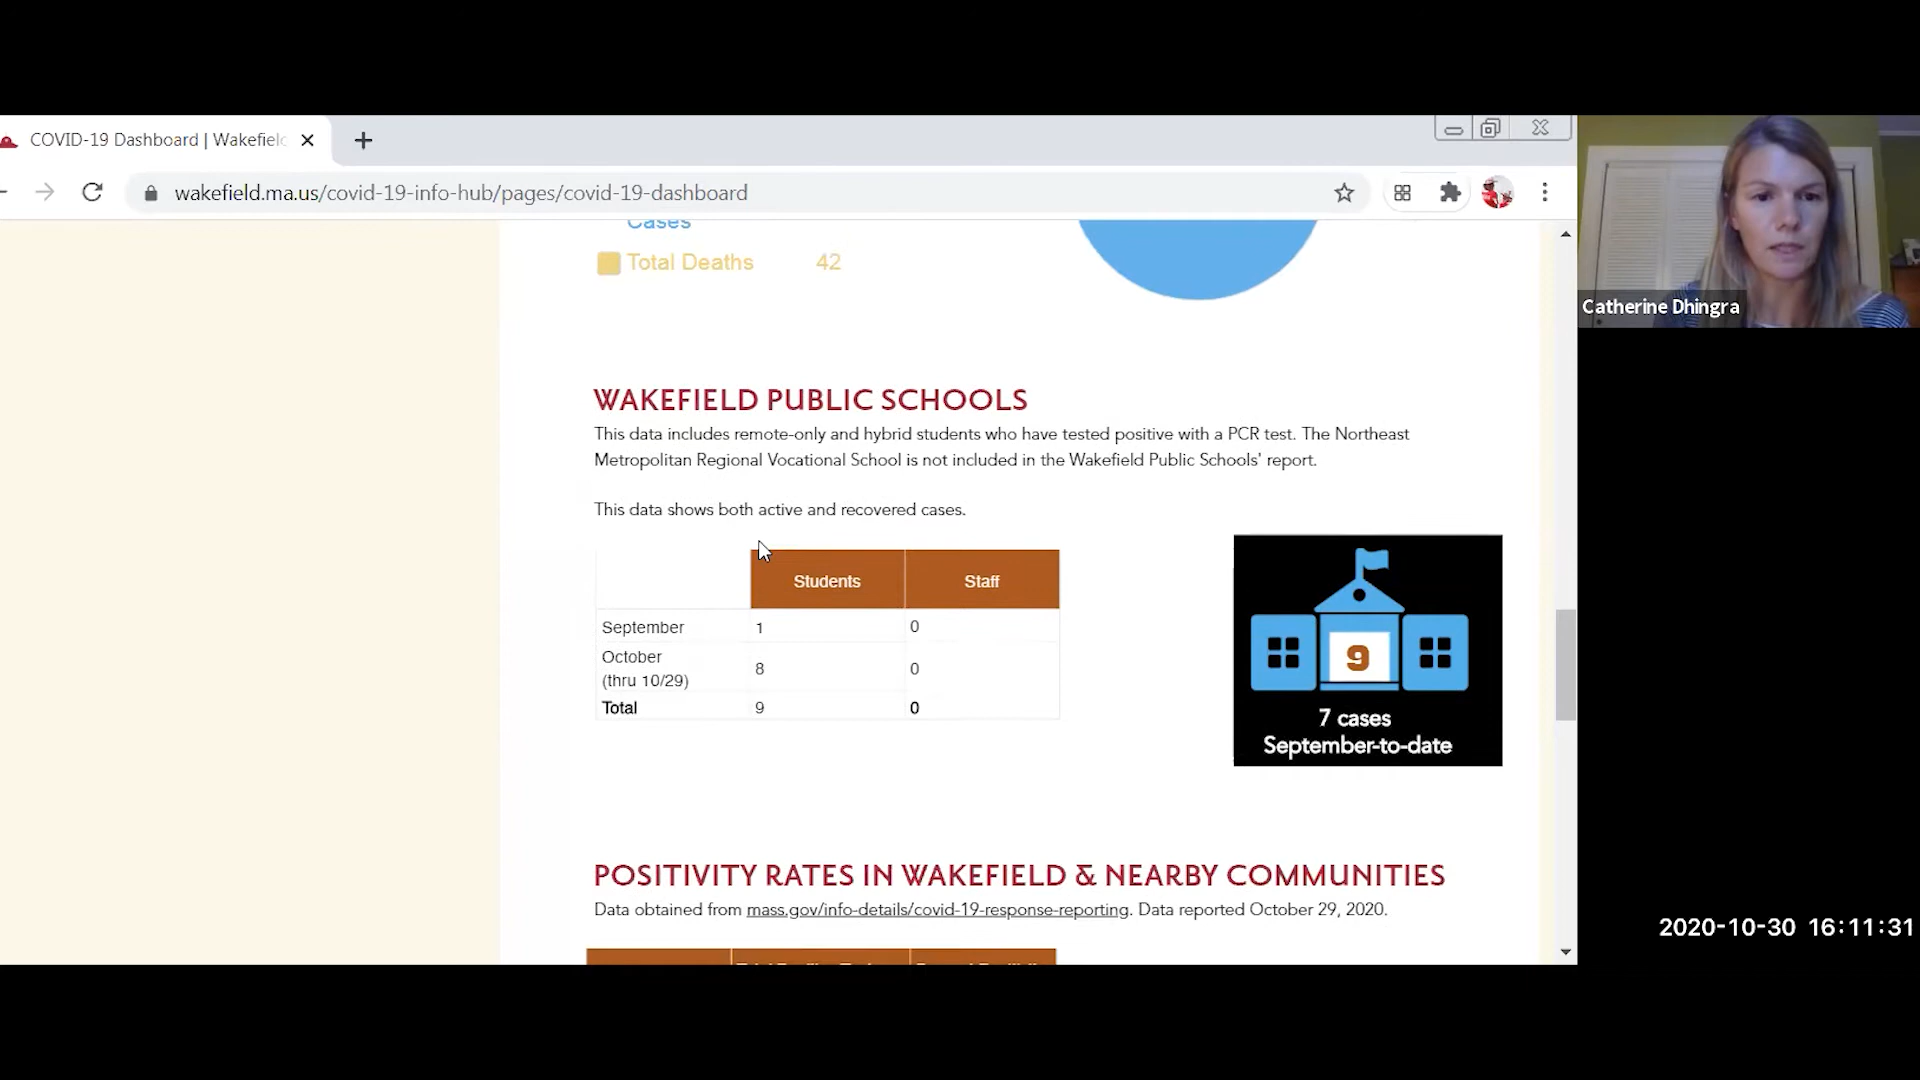 COVID-19 Dashboard | Wakefiel
wakefield.ma.us/covid-19-info-hub/pages/covid-19-dashboard
Cases
Total Deaths 42
WAKEFIELD PUBLIC SCHOOLS
This data includes remote-only and hybrid students who have tested positive with a PCR test. The Northeast
Metropolitan Regional Vocational School is not included in the Wakefield Public Schools' report.
This data shows both active and recovered cases.
Students Staff
September 1 0
October
(thru 10/29) 8 0
Total 9 0
9
7 cases
September-to-date
POSITIVITY RATES IN WAKEFIELD & NEARBY COMMUNITIES
Data obtained from mass.gov/info-details/covid-19-response-reporting. Data reported October 29, 2020.
Catherine Dhingra
2020-10-30 16:11:31